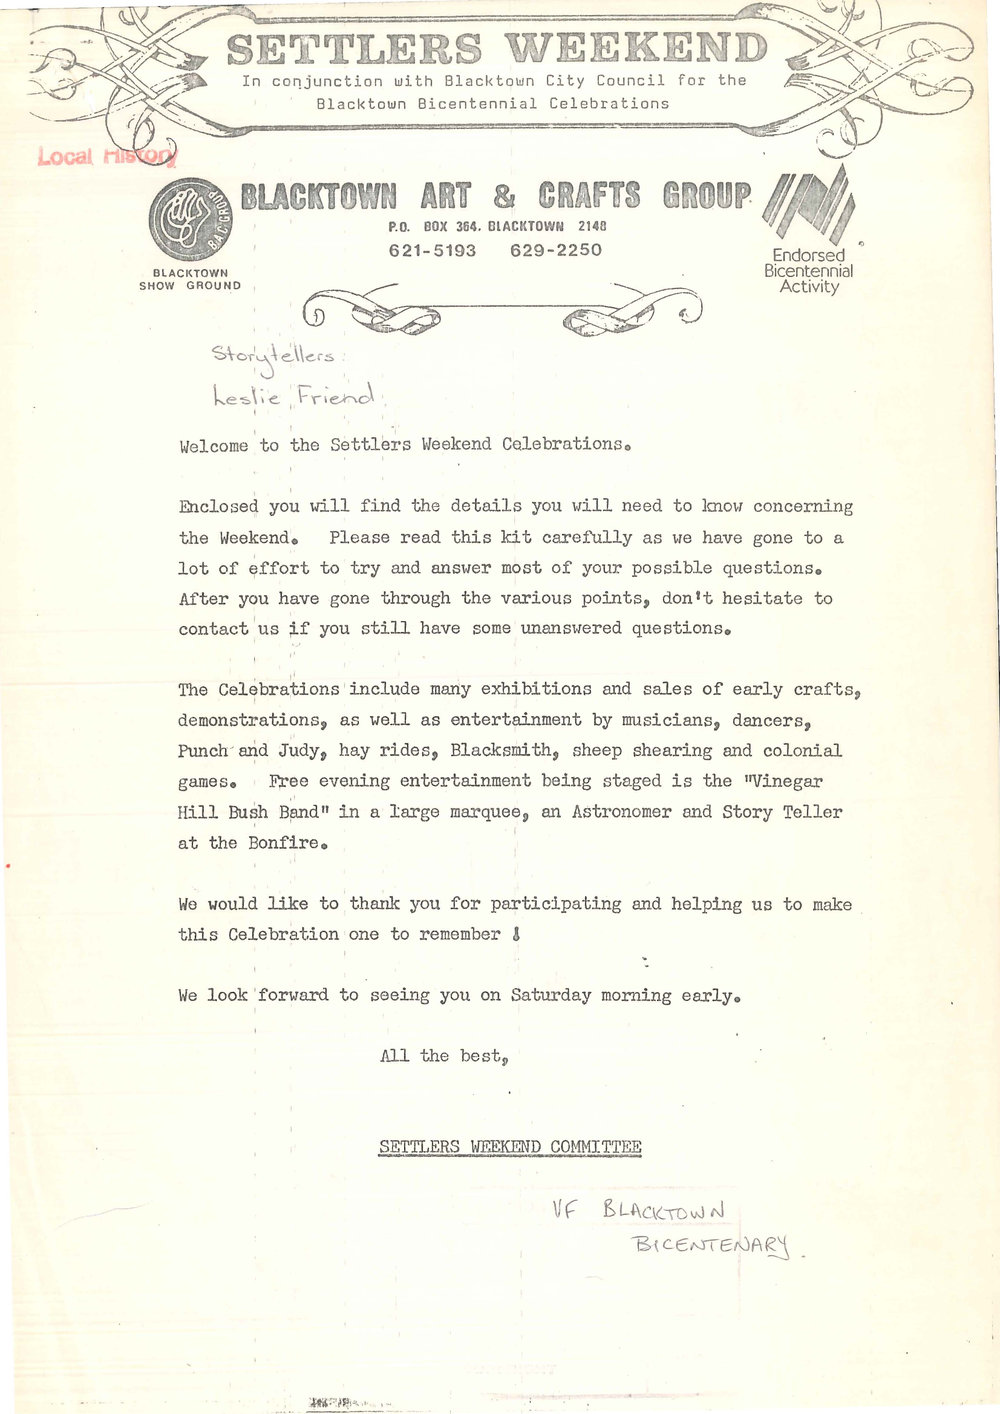 SETTLERS WEEKEND
In conjunction with Blacktown City Council for the
Blacktown Bicentennial Celebrations
Local History
BLACKTOWN ART & CRAFTS GROUP
P.O. BOX 364. BLACKTOWN 2148
621-5193 629-2250
B.A.C. GROUP
BLACKTOWN
SHOW GROUND
Endorsed
Bicentennial
Activity
Storytellers:
Leslie Friend
Welcome to the Settlers Weekend Celebrations.
Enclosed you will find the details you will need to know concerning
the Weekend. Please read this kit carefully as we have gone to a
lot of effort to try and answer most of your possible questions.
After you have gone through the various points, don't hesitate to
contact us if you still have some unanswered questions.
The Celebrations include many exhibitions and sales of early crafts,
demonstrations, as well as entertainment by musicians, dancers,
Punch and Judy, hay rides, Blacksmith, sheep shearing and colonial
games. Free evening entertainment being staged is the "Vinegar
Hill Bush Band" in a large marquee, an Astronomer and Story Teller
at the Bonfire.
We would like to thank you for participating and helping us to make
this Celebration one to remember !
We look forward to seeing you on Saturday morning early.
All the best,
SETTLERS WEEKEND COMMITTEE
VF BLACKTOWN
BICENTENARY.